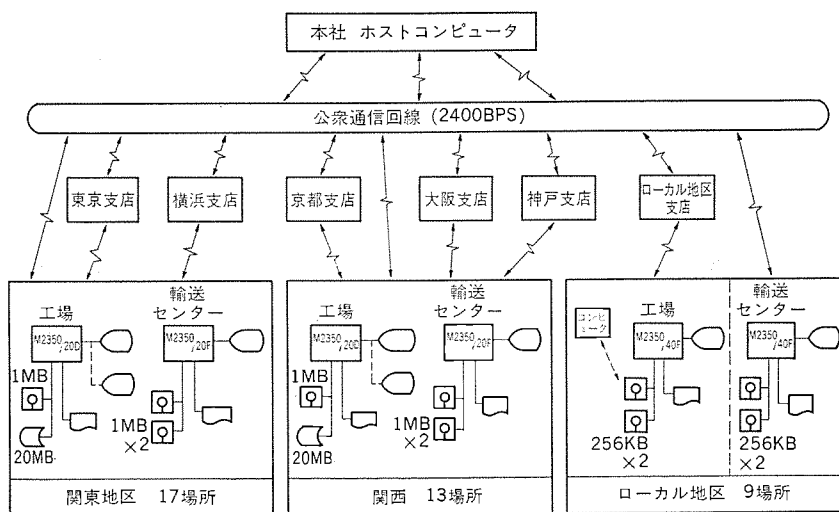 本社 ホストコンピュータ
公衆通信回線 (2400BPS)
東京支店
横浜支店
京都支店
大阪支店
神戸支店
ローカル地区
支店
工場
輸送
センター
M2350
/20D
M2350
/20F
1MB
20MB
1MB
×2
関東地区 17場所
工場
輸送
センター
M2350
/20D
M2350
/20F
1MB
20MB
1MB
×2
関西 13場所
コンピ
ュータ
工場
輸送
センター
M2350
/40F
M2350
/40F
256KB
×2
256KB
×2
ローカル地区 9場所